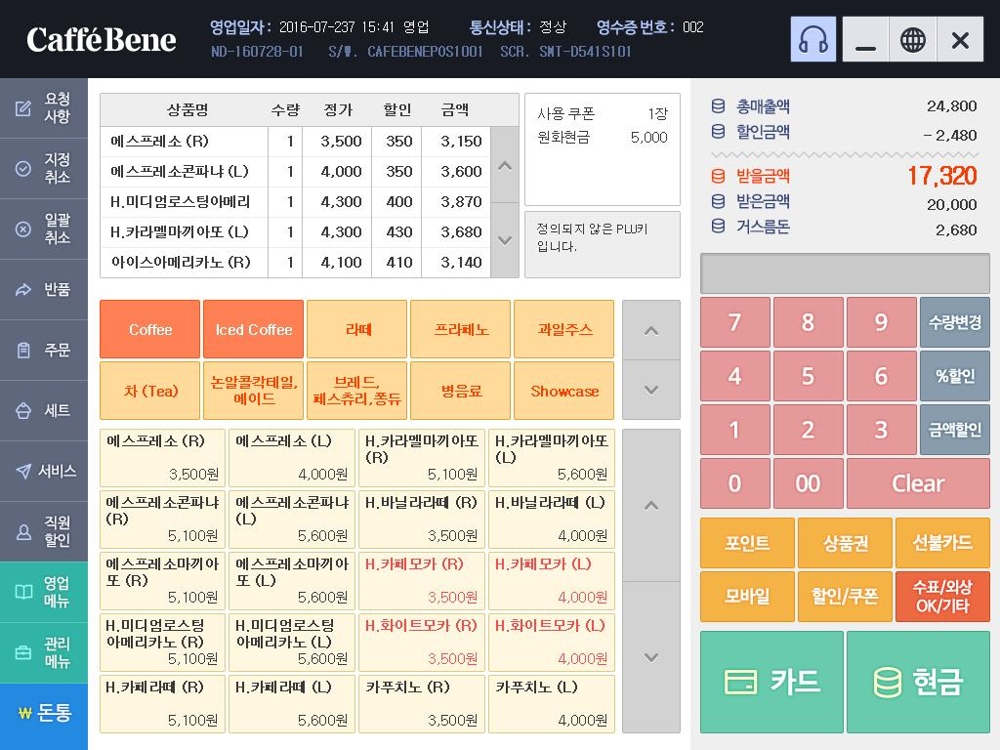 Caffé Bene
영업일자 : 2016-07-237 15:41 영업 통신상태 : 정상 영수증 번호 : 002
ND-160728-01 S/W. CAFEBENEPOS1001 SCR. SMT-D541S101
요청
사항
지정
취소
일괄
취소
반품
주문
세트
서비스
직원
할인
영업
메뉴
관리
메뉴
₩ 돈통
상품명 수량 정가 할인 금액
에스프레소 (R) 1 3,500 350 3,150
에스프레소콘파냐 (L) 1 4,000 350 3,600
H.미디엄로스팅아메리 1 4,300 400 3,870
H.카라멜마끼아또 (L) 1 4,300 430 3,680
아이스아메리카노 (R) 1 4,100 410 3,140
사용 쿠폰 1장
원화현금 5,000
정의되지 않은 PLU키
입니다.
Coffee Iced Coffee 라떼 프라페노 과일주스
차 (Tea) 논알콜칵테일, 에이드 브레드, 페스츄리,퐁듀 병음료 Showcase
에스프레소 (R) 에스프레소 (L) H.카라멜마끼아또 (R) H.카라멜마끼아또 (L)
3,500원 4,000원 5,100원 5,600원
에스프레소콘파냐 (R) 에스프레소콘파냐 (L) H.바닐라라떼 (R) H.바닐라라떼 (L)
5,100원 5,600원 3,500원 4,000원
에스프레소마끼아또 (R) 에스프레소마끼아또 (L) H.카페모카 (R) H.카페모카 (L)
5,100원 5,600원 3,500원 4,000원
H.미디엄로스팅 아메리카노 (R) H.미디엄로스팅 아메리카노 (L) H.화이트모카 (R) H.화이트모카 (L)
5,100원 5,600원 3,500원 4,000원
H.카페라떼 (R) H.카페라떼 (L) 카푸치노 (R) 카푸치노 (L)
5,100원 5,600원 3,500원 4,000원
총매출액 24,800
할인금액 -2,480
받을금액 17,320
받은금액 20,000
거스름돈 2,680
7 8 9 수량변경
4 5 6 %할인
1 2 3 금액할인
0 00 Clear
포인트 상품권 선불카드
모바일 할인/쿠폰 수표/외상 OK/기타
카드 현금